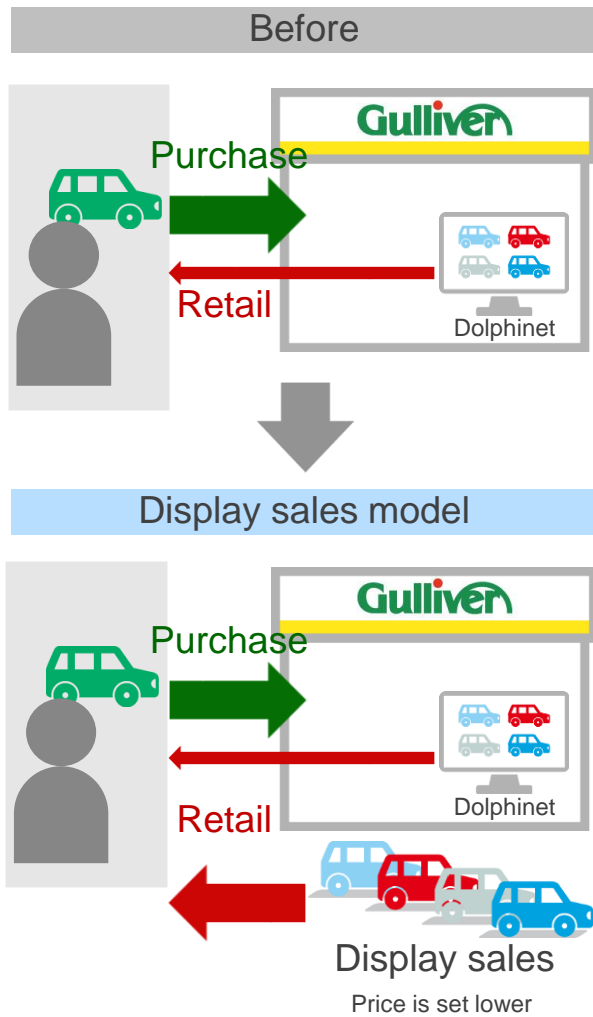 Before
Gulliver
Purchase
Retail
Dolphinet
Display sales model
Gulliver
Purchase
Dolphinet
Retail
Display sales
Price is set lower